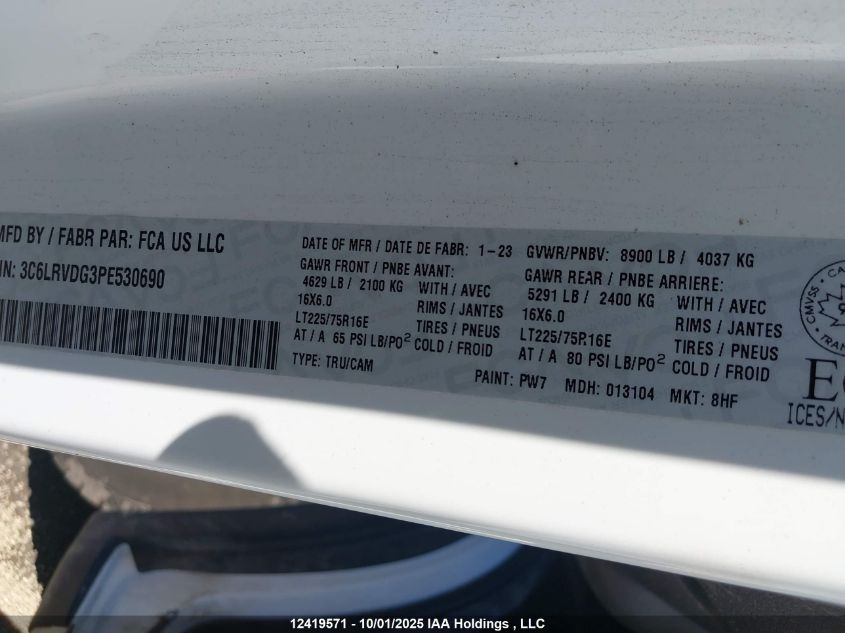 MFD BY / FABR PAR: FCA US LLC
IN: 3C6LRVDG3PE530690
DATE OF MFR / DATE DE FABR: 1-23
GVWR/PNBV: 8900 LB / 4037 KG
GAWR FRONT / PNBE AVANT:
4629 LB / 2100 KG WITH / AVEC
16X6.0 RIMS / JANTES
LT225/75R16E TIRES / PNEUS
AT / A 65 PSI LB/PO² COLD / FROID
GAWR REAR / PNBE ARRIERE:
5291 LB / 2400 KG WITH / AVEC
16X6.0 RIMS / JANTES
LT225/75R16E TIRES / PNEUS
AT / A 80 PSI LB/PO² COLD / FROID
TYPE: TRU/CAM
PAINT: PW7 MDH: 013104 MKT: 8HF
CMVSS
ICES/N
12419571 - 10/01/2025 IAA Holdings , LLC